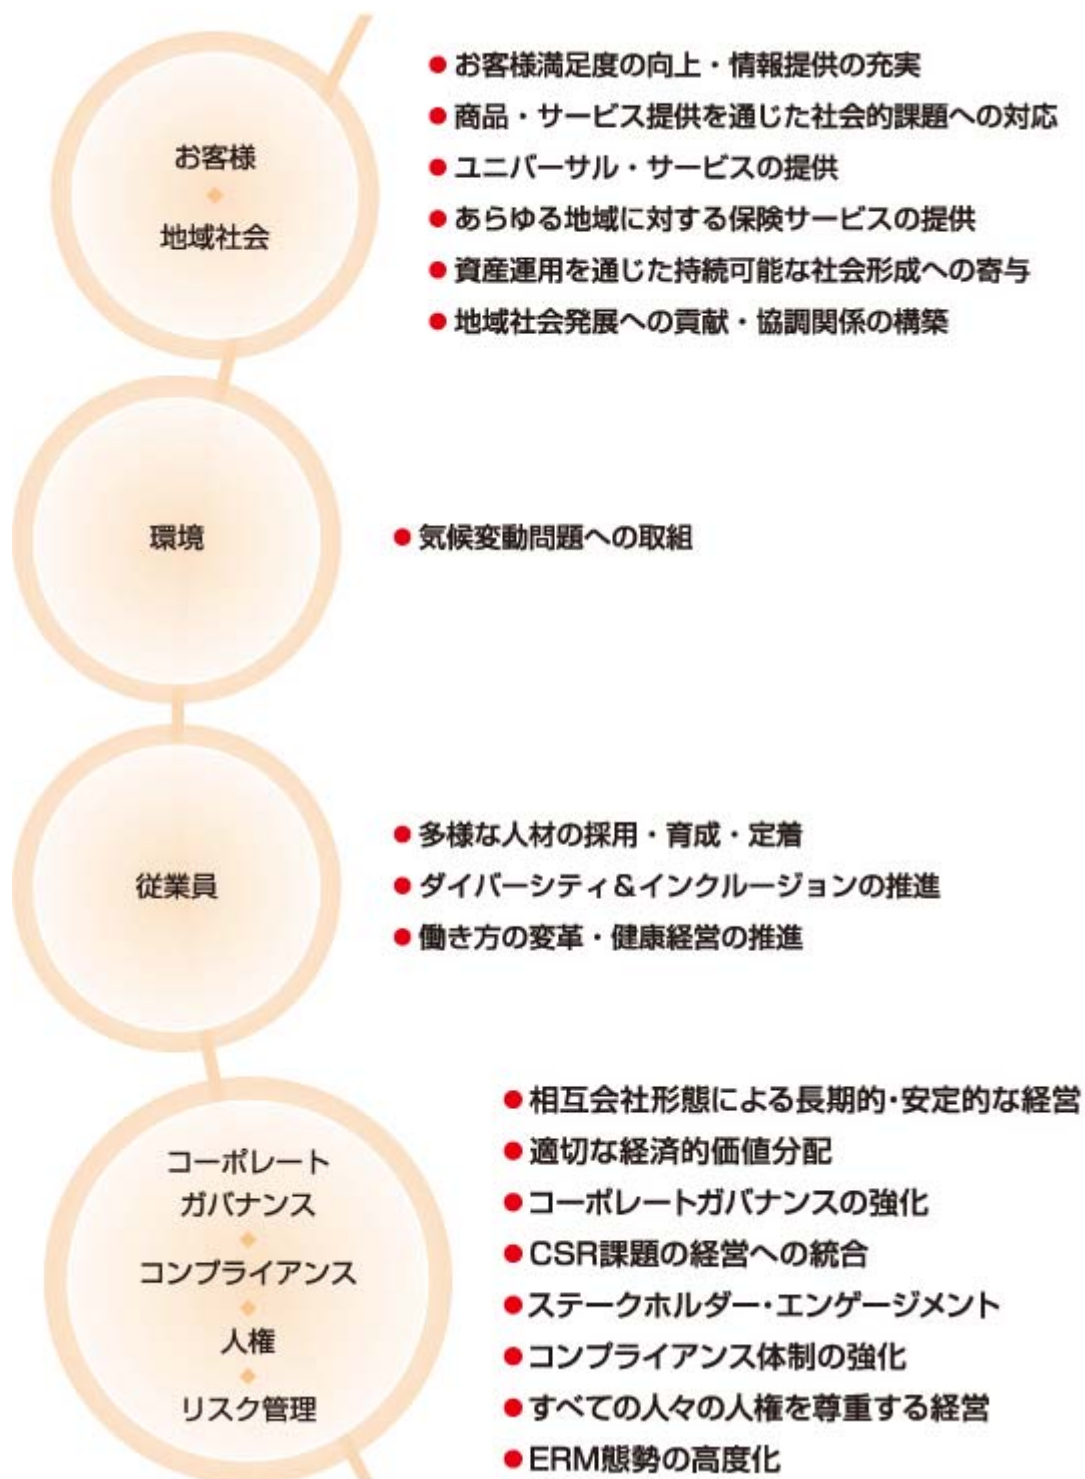 お客様
地域社会
● お客様満足度の向上・情報提供の充実
● 商品・サービス提供を通じた社会的課題への対応
● ユニバーサル・サービスの提供
● あらゆる地域に対する保険サービスの提供
● 資産運用を通じた持続可能な社会形成への寄与
● 地域社会発展への貢献・協調関係の構築
環境
● 気候変動問題への取組
従業員
● 多様な人材の採用・育成・定着
● ダイバーシティ&インクルージョンの推進
● 働き方の変革・健康経営の推進
コーポレート
ガバナンス
コンプライアンス
人権
リスク管理
● 相互会社形態による長期的・安定的な経営
● 適切な経済的価値分配
● コーポレートガバナンスの強化
● CSR課題の経営への統合
● ステークホルダー・エンゲージメント
● コンプライアンス体制の強化
● すべての人々の人権を尊重する経営
● ERM態勢の高度化